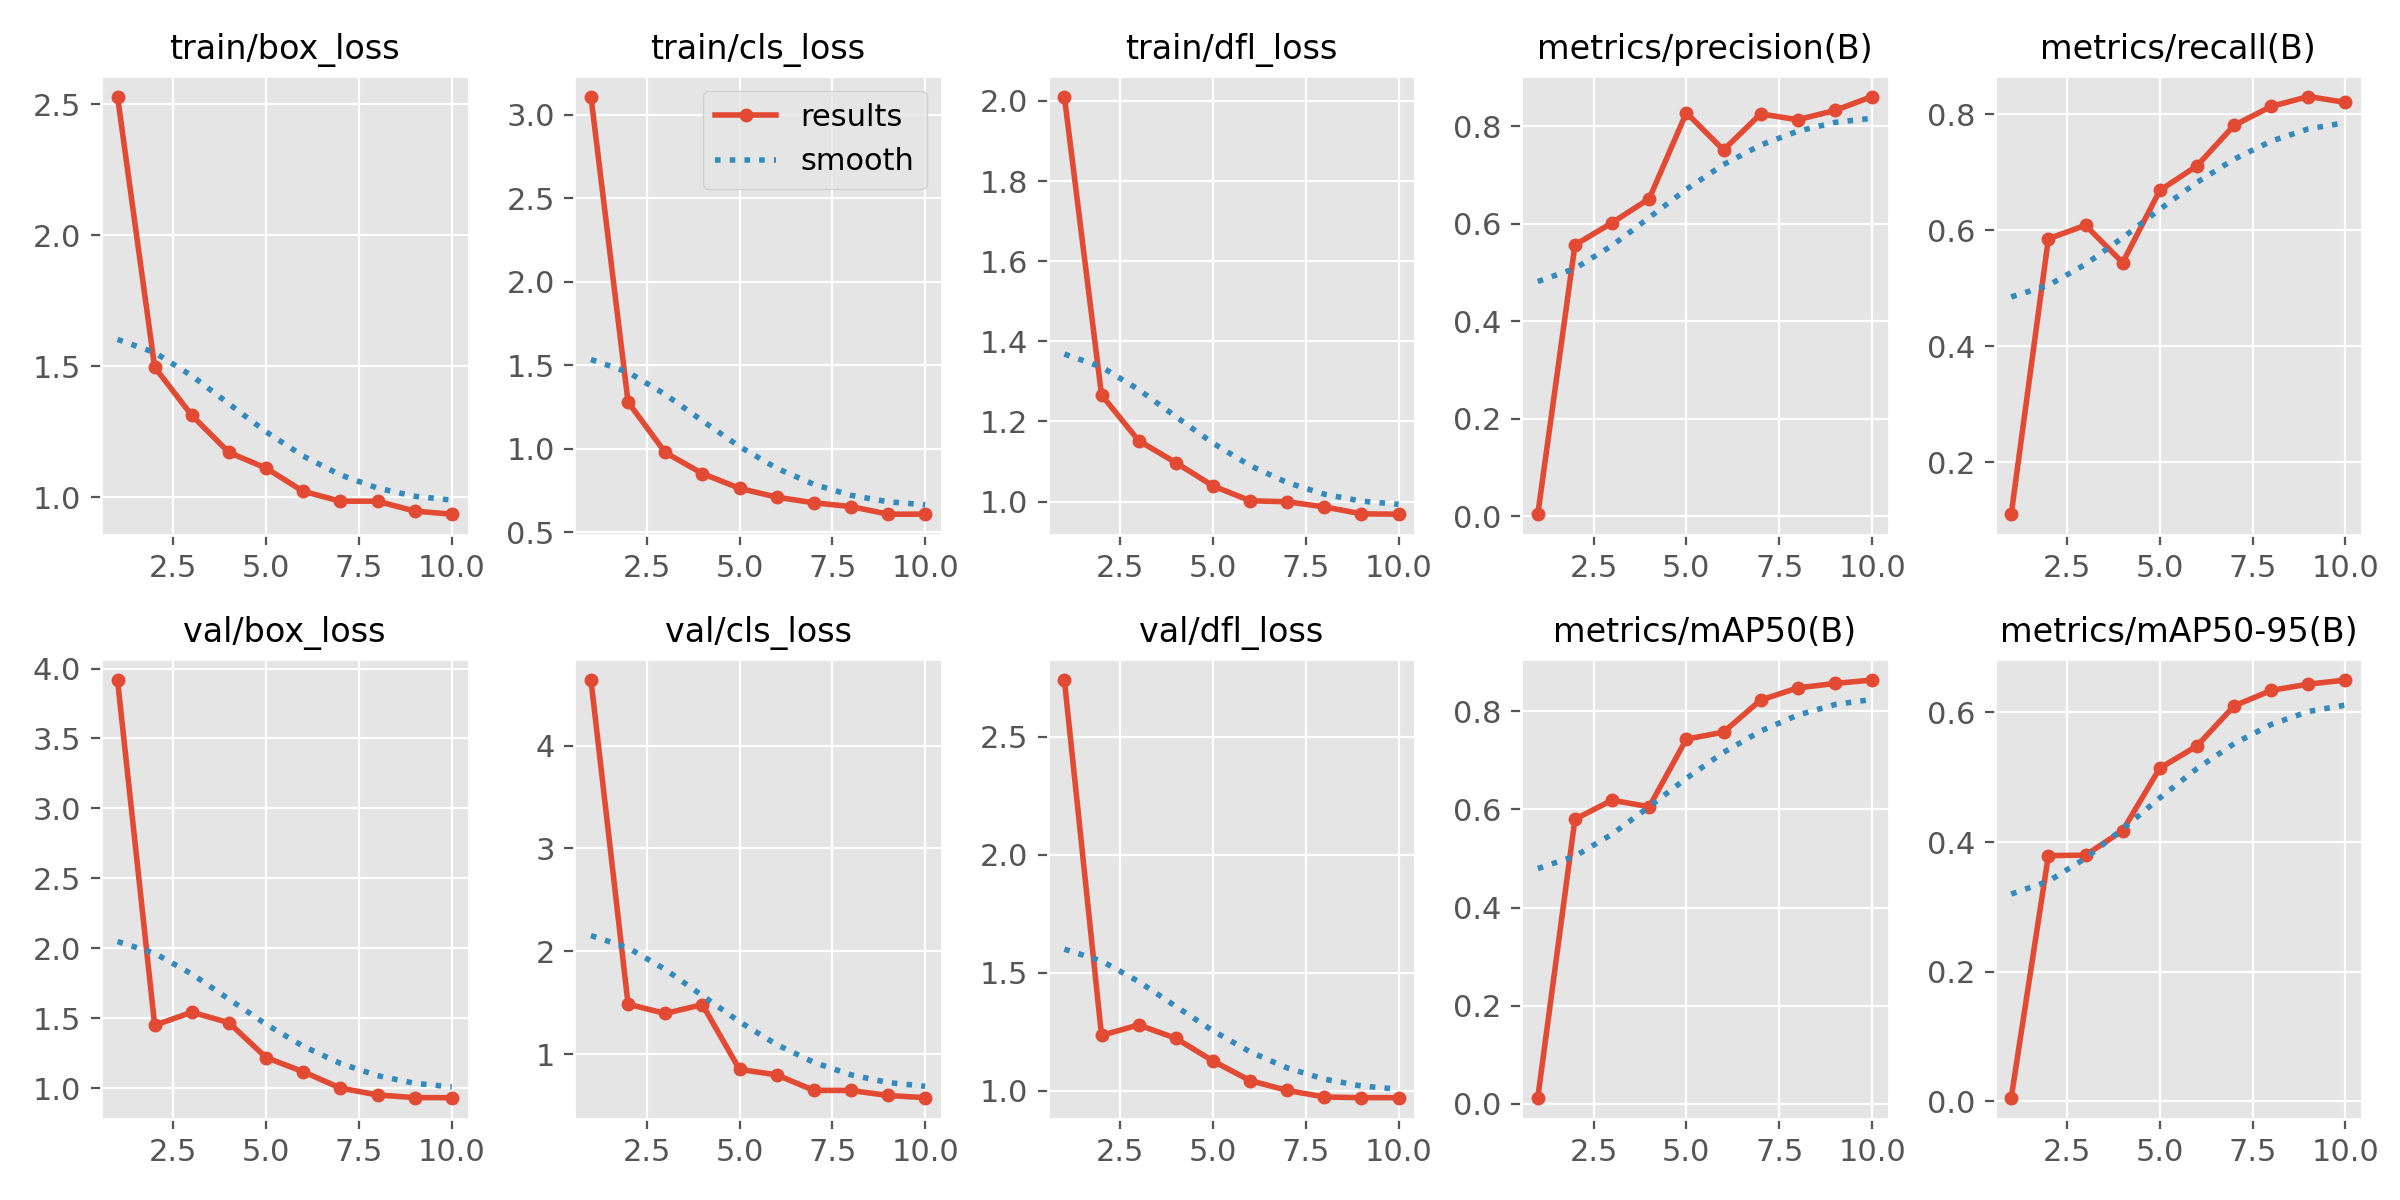 train/box_loss
2.5
2.0
1.5
1.0
2.5 5.0 7.5 10.0
train/cls_loss
results
smooth
3.0
2.5
2.0
1.5
1.0
0.5
2.5 5.0 7.5 10.0
train/dfl_loss
2.0
1.8
1.6
1.4
1.2
1.0
2.5 5.0 7.5 10.0
metrics/precision(B)
0.8
0.6
0.4
0.2
0.0
2.5 5.0 7.5 10.0
metrics/recall(B)
0.8
0.6
0.4
0.2
2.5 5.0 7.5 10.0
val/box_loss
4.0
3.5
3.0
2.5
2.0
1.5
1.0
2.5 5.0 7.5 10.0
val/cls_loss
4
3
2
1
2.5 5.0 7.5 10.0
val/dfl_loss
2.5
2.0
1.5
1.0
2.5 5.0 7.5 10.0
metrics/mAP50(B)
0.8
0.6
0.4
0.2
0.0
2.5 5.0 7.5 10.0
metrics/mAP50-95(B)
0.6
0.4
0.2
0.0
2.5 5.0 7.5 10.0